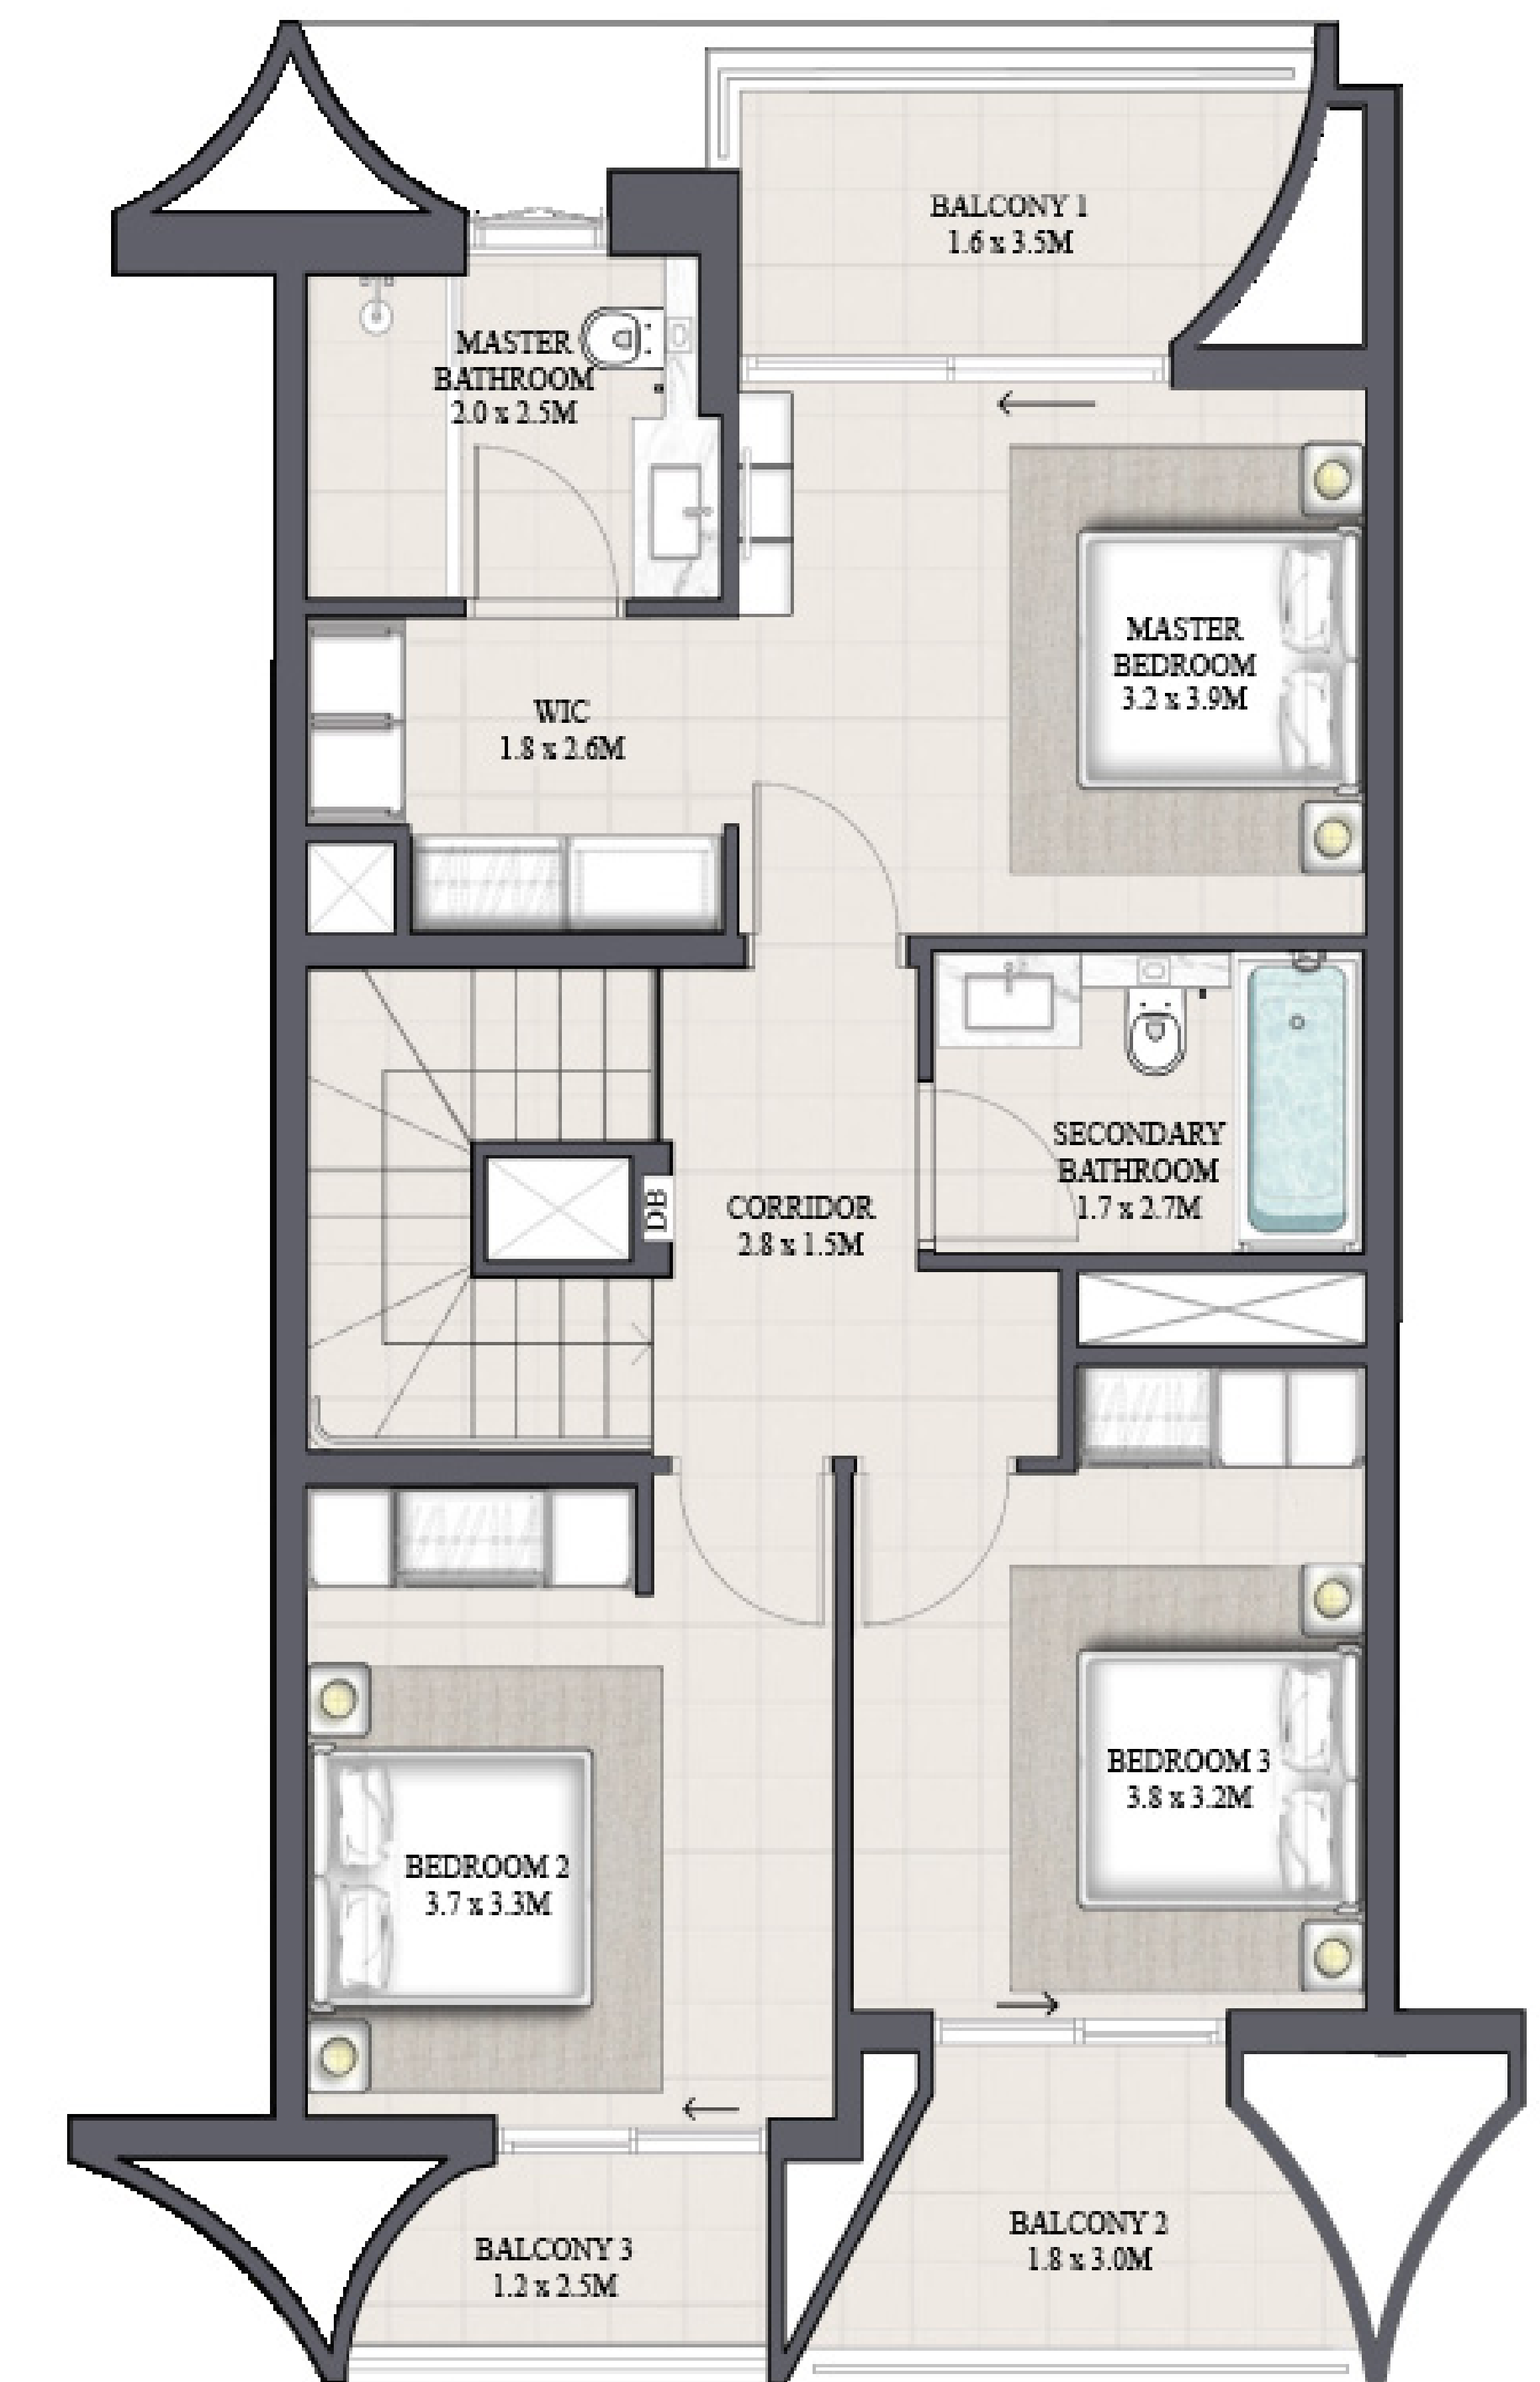 BALCONY 1
1.6 x 3.5M
MASTER
BATHROOM
2.0 x 2.5M
MASTER
BEDROOM
3.2 x 3.9M
WIC
1.8 x 2.6M
SECONDARY
BATHROOM
1.7 x 2.7M
DB
CORRIDOR
2.8 x 1.5M
BEDROOM 3
3.8 x 3.2M
BEDROOM 2
3.7 x 3.3M
BALCONY 2
1.8 x 3.0M
BALCONY 3
1.2 x 2.5M